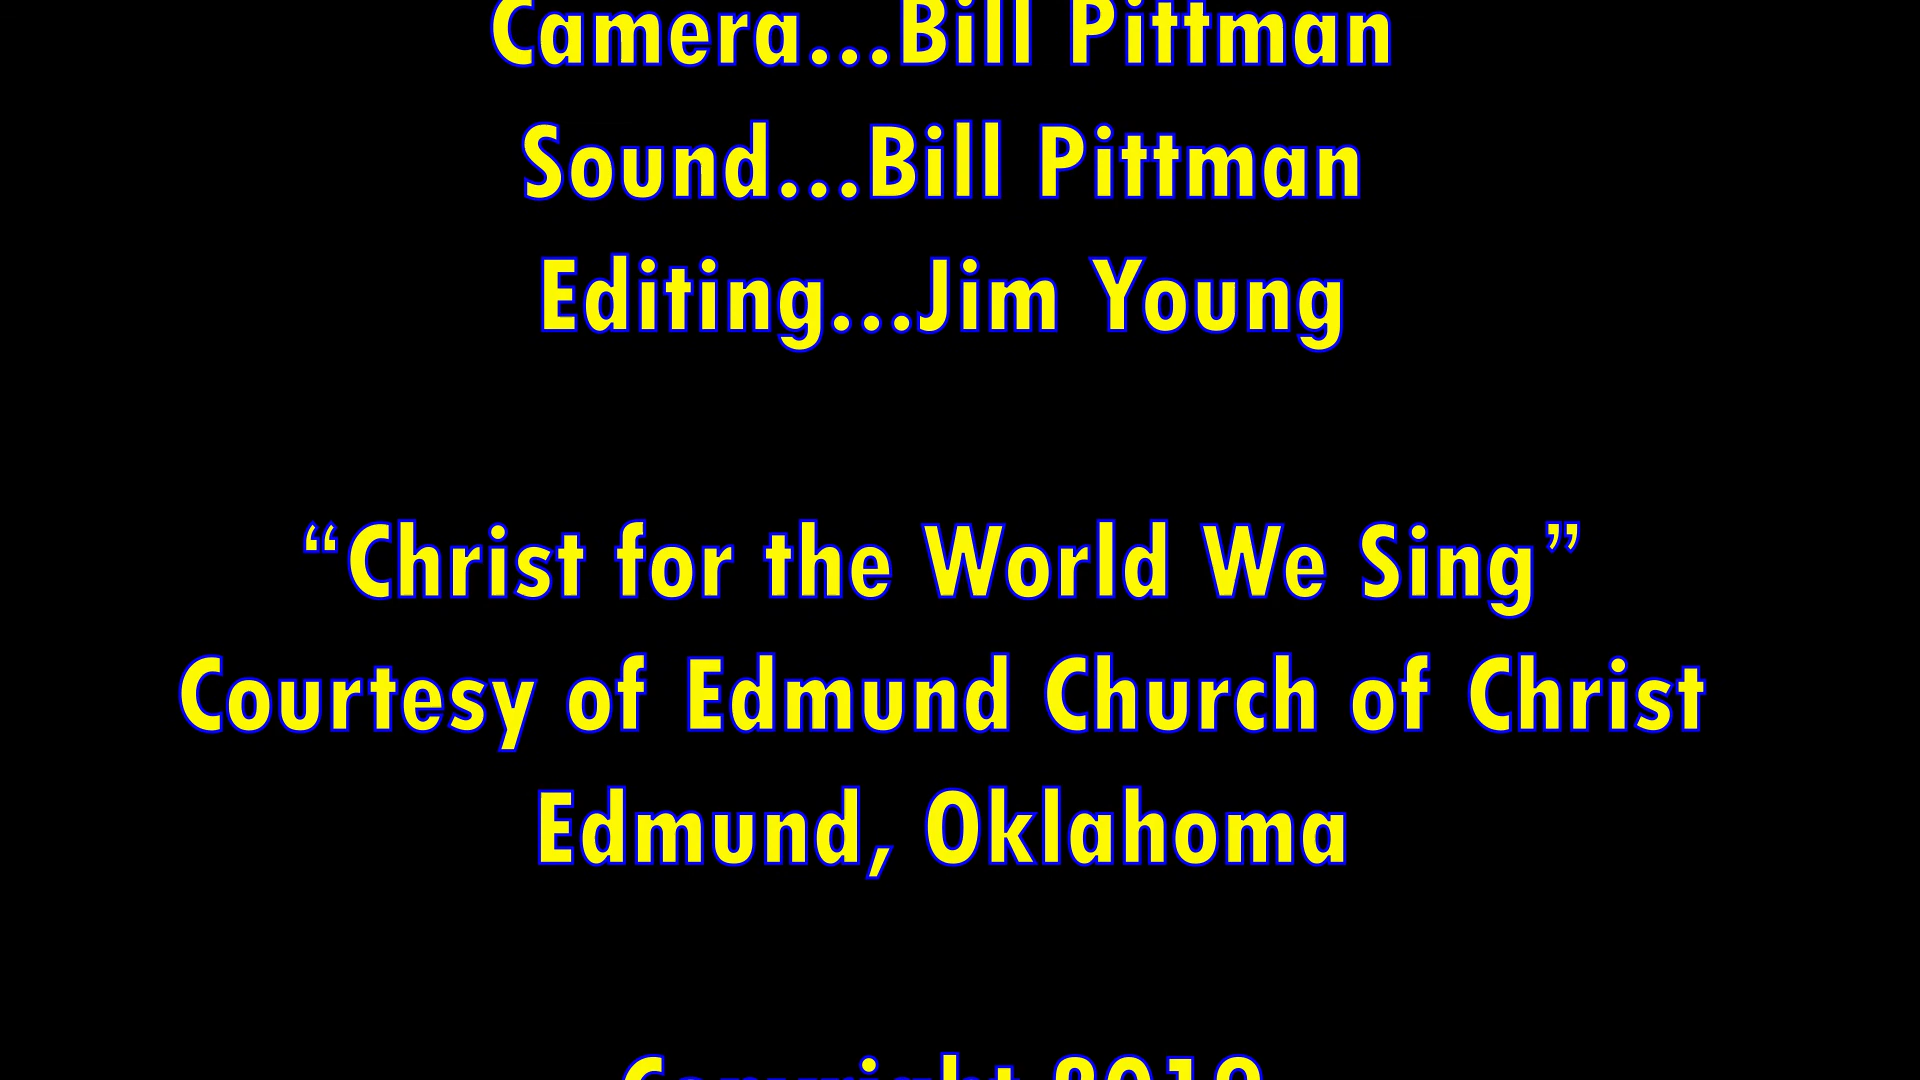 Camera...Bill Pittman
Sound...Bill Pittman
Editing...Jim Young
“Christ for the World We Sing”
Courtesy of Edmund Church of Christ
Edmund, Oklahoma
Copyright